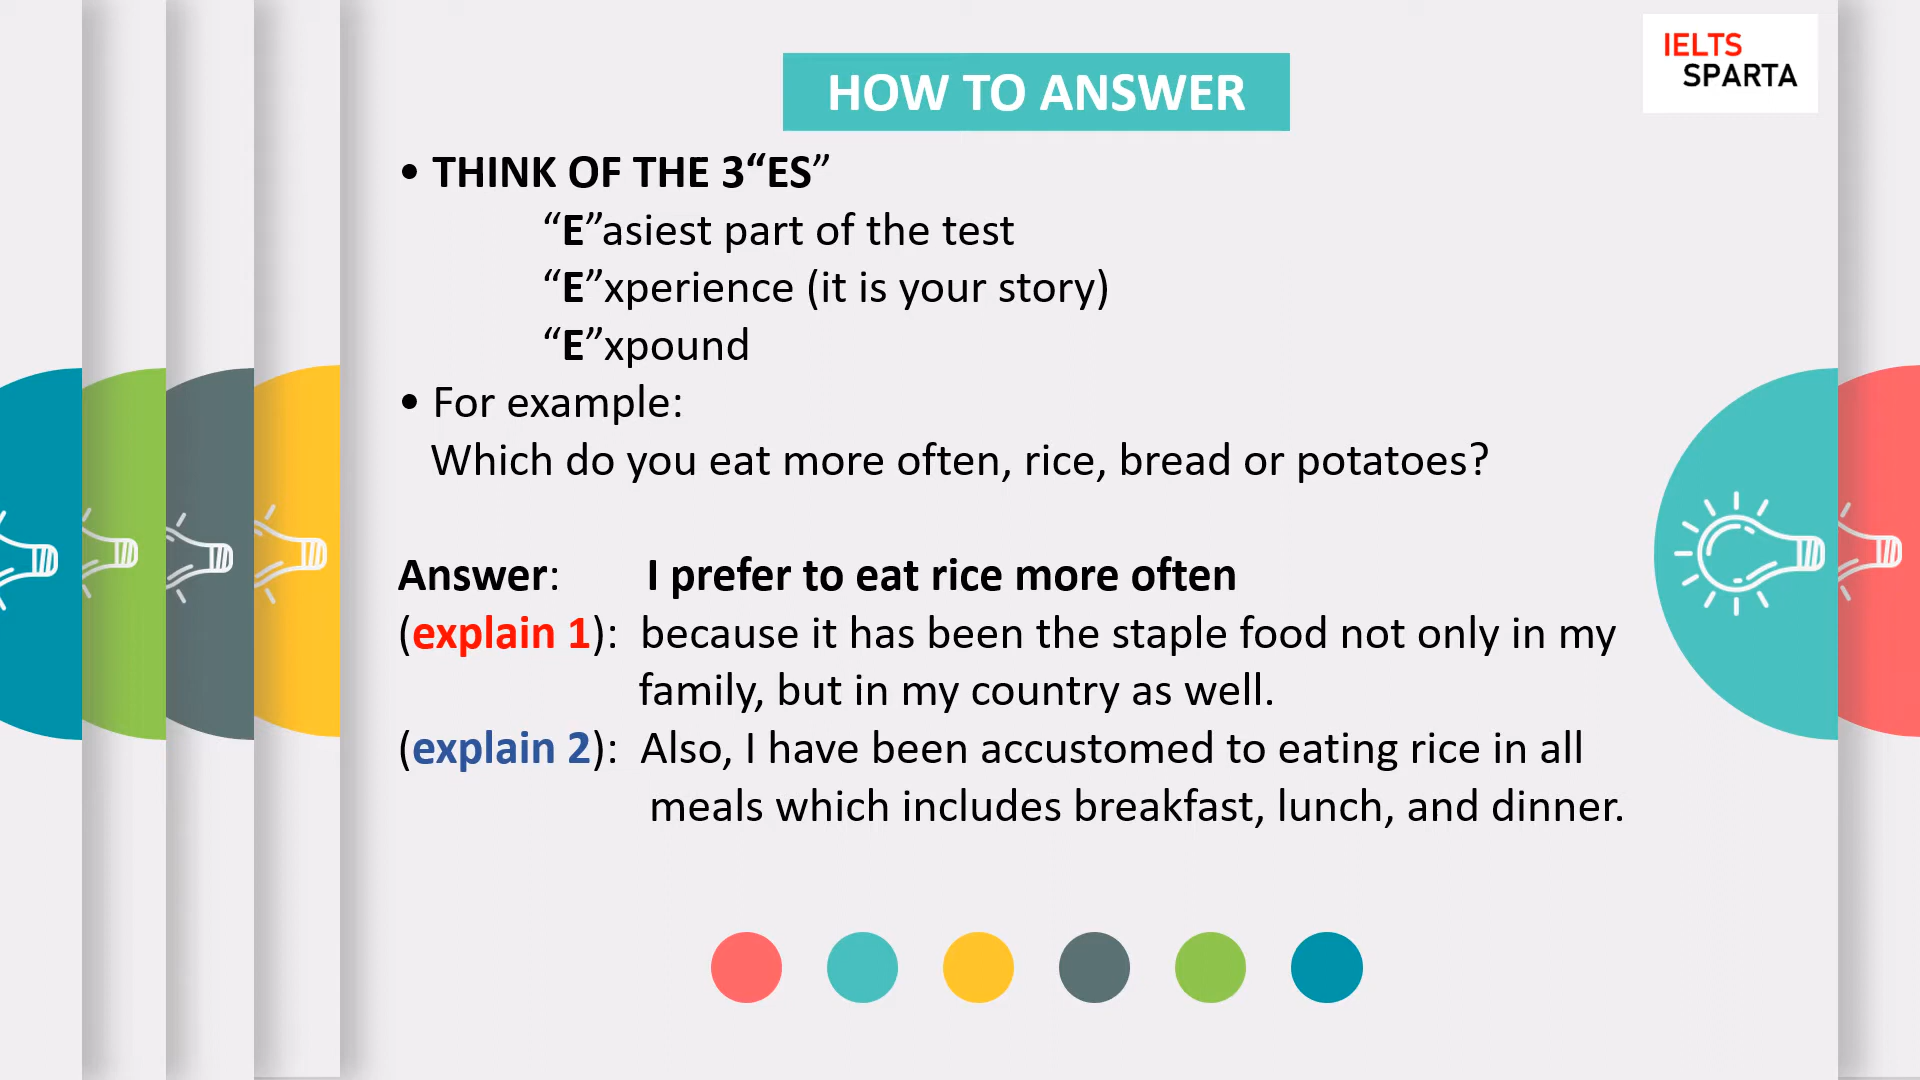 IELTS
SPARTA
HOW TO ANSWER
• THINK OF THE 3“ES”
“E”asiest part of the test
“E”xperience (it is your story)
“E”xpound
• For example:
Which do you eat more often, rice, bread or potatoes?
Answer: I prefer to eat rice more often
(explain 1): because it has been the staple food not only in my
family, but in my country as well.
(explain 2): Also, I have been accustomed to eating rice in all
meals which includes breakfast, lunch, and dinner.